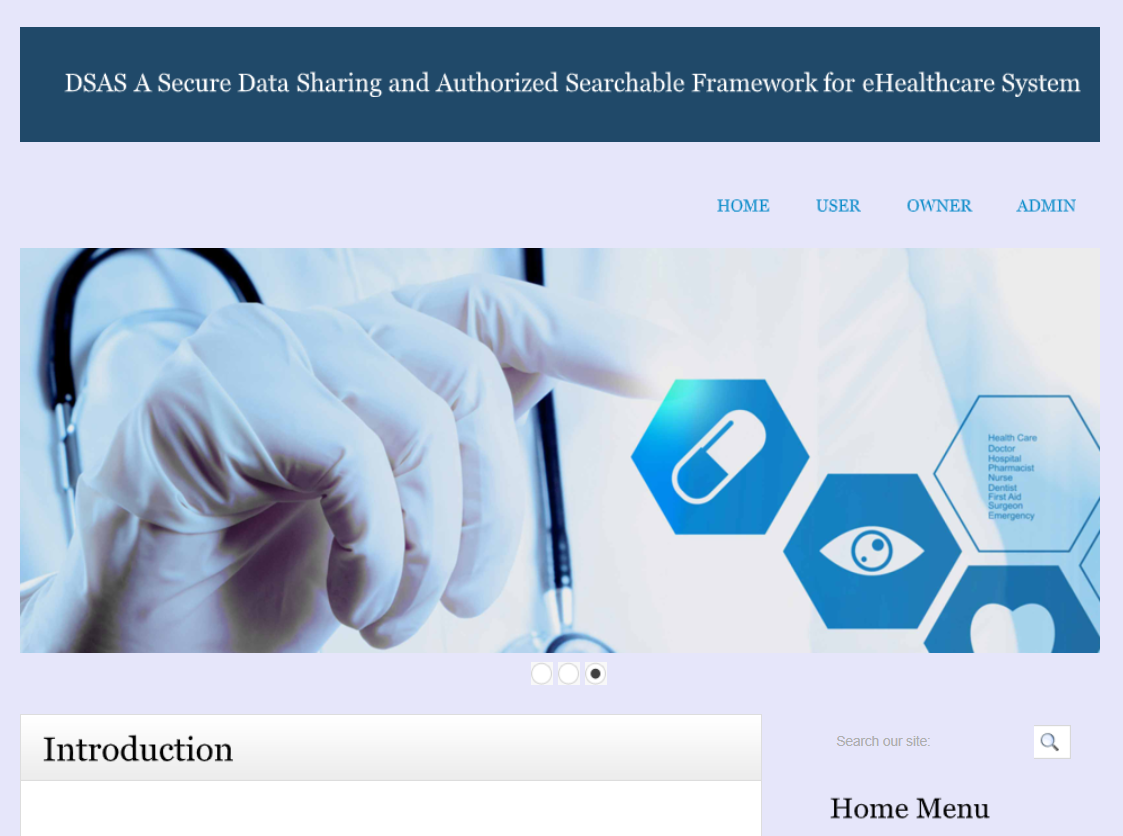 DSAS A Secure Data Sharing and Authorized Searchable Framework for eHealthcare System
HOME USER OWNER ADMIN
Health Care
Doctor
Hospital
Pharmacist
Nurse
Dentist
First Aid
Surgeon
Emergency
Introduction
Search our site:
Home Menu